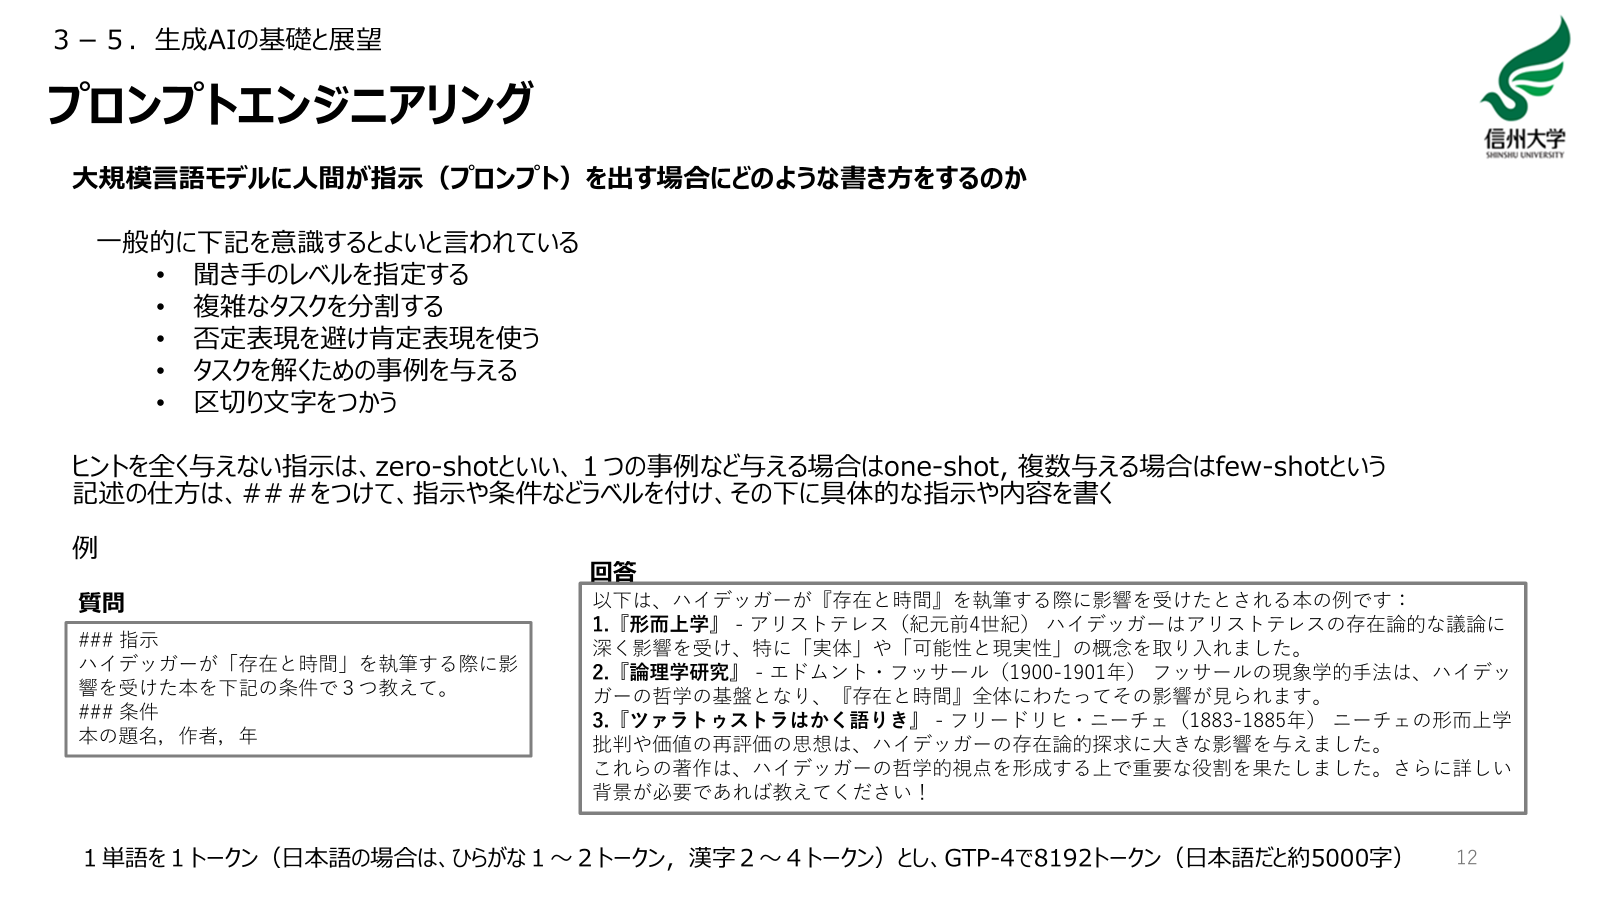 ３－５．生成AIの基礎と展望
プロンプトエンジニアリング
信州大学
SHINSHU UNIVERSITY
大規模言語モデルに人間が指示（プロンプト）を出す場合にどのような書き方をするのか
一般的に下記を意識するとよいと言われている
• 聞き手のレベルを指定する
• 複雑なタスクを分割する
• 否定表現を避け肯定表現を使う
• タスクを解くための事例を与える
• 区切り文字をつかう
ヒントを全く与えない指示は、zero-shotといい、１つの事例など与える場合はone-shot, 複数与える場合はfew-shotという
記述の仕方は、＃＃＃をつけて、指示や条件などラベルを付け、その下に具体的な指示や内容を書く
例
質問
### 指示
ハイデッガーが「存在と時間」を執筆する際に影
響を受けた本を下記の条件で３つ教えて。
### 条件
本の題名，作者，年
回答
以下は、ハイデッガーが『存在と時間』を執筆する際に影響を受けたとされる本の例です：
1.『形而上学』 - アリストテレス（紀元前4世紀） ハイデッガーはアリストテレスの存在論的な議論に
深く影響を受け、特に「実体」や「可能性と現実性」の概念を取り入れました。
2.『論理学研究』 - エドムント・フッサール（1900-1901年） フッサールの現象学的手法は、ハイデッ
ガーの哲学の基盤となり、『存在と時間』全体にわたってその影響が見られます。
3.『ツァラトゥストラはかく語りき』 - フリードリヒ・ニーチェ（1883-1885年） ニーチェの形而上学
批判や価値の再評価の思想は、ハイデッガーの存在論的探求に大きな影響を与えました。
これらの著作は、ハイデッガーの哲学的視点を形成する上で重要な役割を果たしました。さらに詳しい
背景が必要であれば教えてください！
１単語を１トークン（日本語の場合は、ひらがな１～２トークン，漢字２～４トークン）とし、GTP-4で8192トークン（日本語だと約5000字）
12